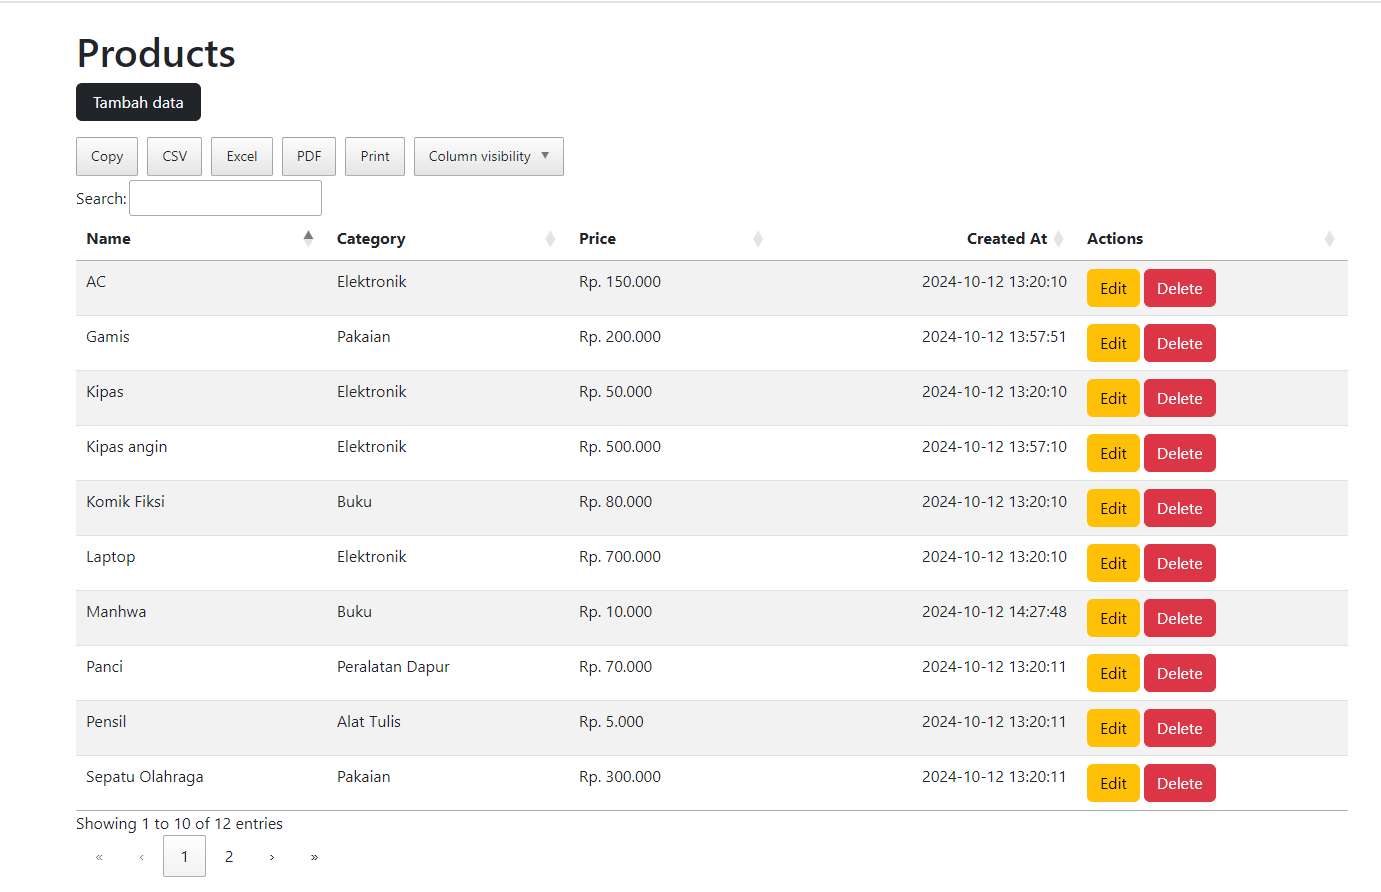 Products
Tambah data
Copy CSV Excel PDF Print Column visibility ▼
Search:
Name Category Price Created At Actions
AC Elektronik Rp. 150.000 2024-10-12 13:20:10 Edit Delete
Gamis Pakaian Rp. 200.000 2024-10-12 13:57:51 Edit Delete
Kipas Elektronik Rp. 50.000 2024-10-12 13:20:10 Edit Delete
Kipas angin Elektronik Rp. 500.000 2024-10-12 13:57:10 Edit Delete
Komik Fiksi Buku Rp. 80.000 2024-10-12 13:20:10 Edit Delete
Laptop Elektronik Rp. 700.000 2024-10-12 13:20:10 Edit Delete
Manhwa Buku Rp. 10.000 2024-10-12 14:27:48 Edit Delete
Panci Peralatan Dapur Rp. 70.000 2024-10-12 13:20:11 Edit Delete
Pensil Alat Tulis Rp. 5.000 2024-10-12 13:20:11 Edit Delete
Sepatu Olahraga Pakaian Rp. 300.000 2024-10-12 13:20:11 Edit Delete
Showing 1 to 10 of 12 entries
« ‹ 1 2 › »